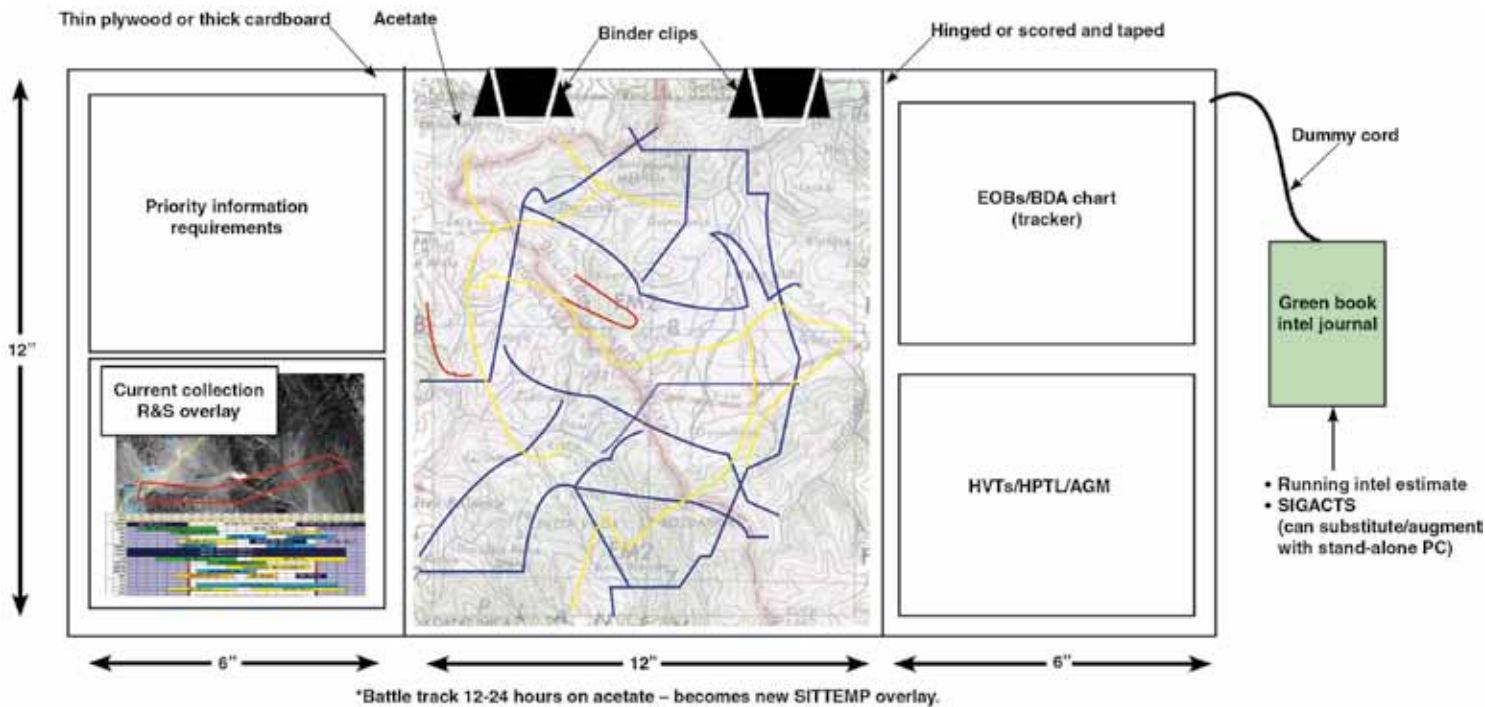 Thin plywood or thick cardboard
Acetate
Binder clips
Hinged or scored and taped
Dummy cord
Priority information
requirements
EOBs/BDA chart
(tracker)
Green book
intel journal
12”
Current collection
R&S overlay
HVTs/HPTL/AGM
• Running intel estimate
• SIGACTS
(can substitute/augment
with stand-alone PC)
6”
12”
6”
*Battle track 12-24 hours on acetate – becomes new SITTEMP overlay.